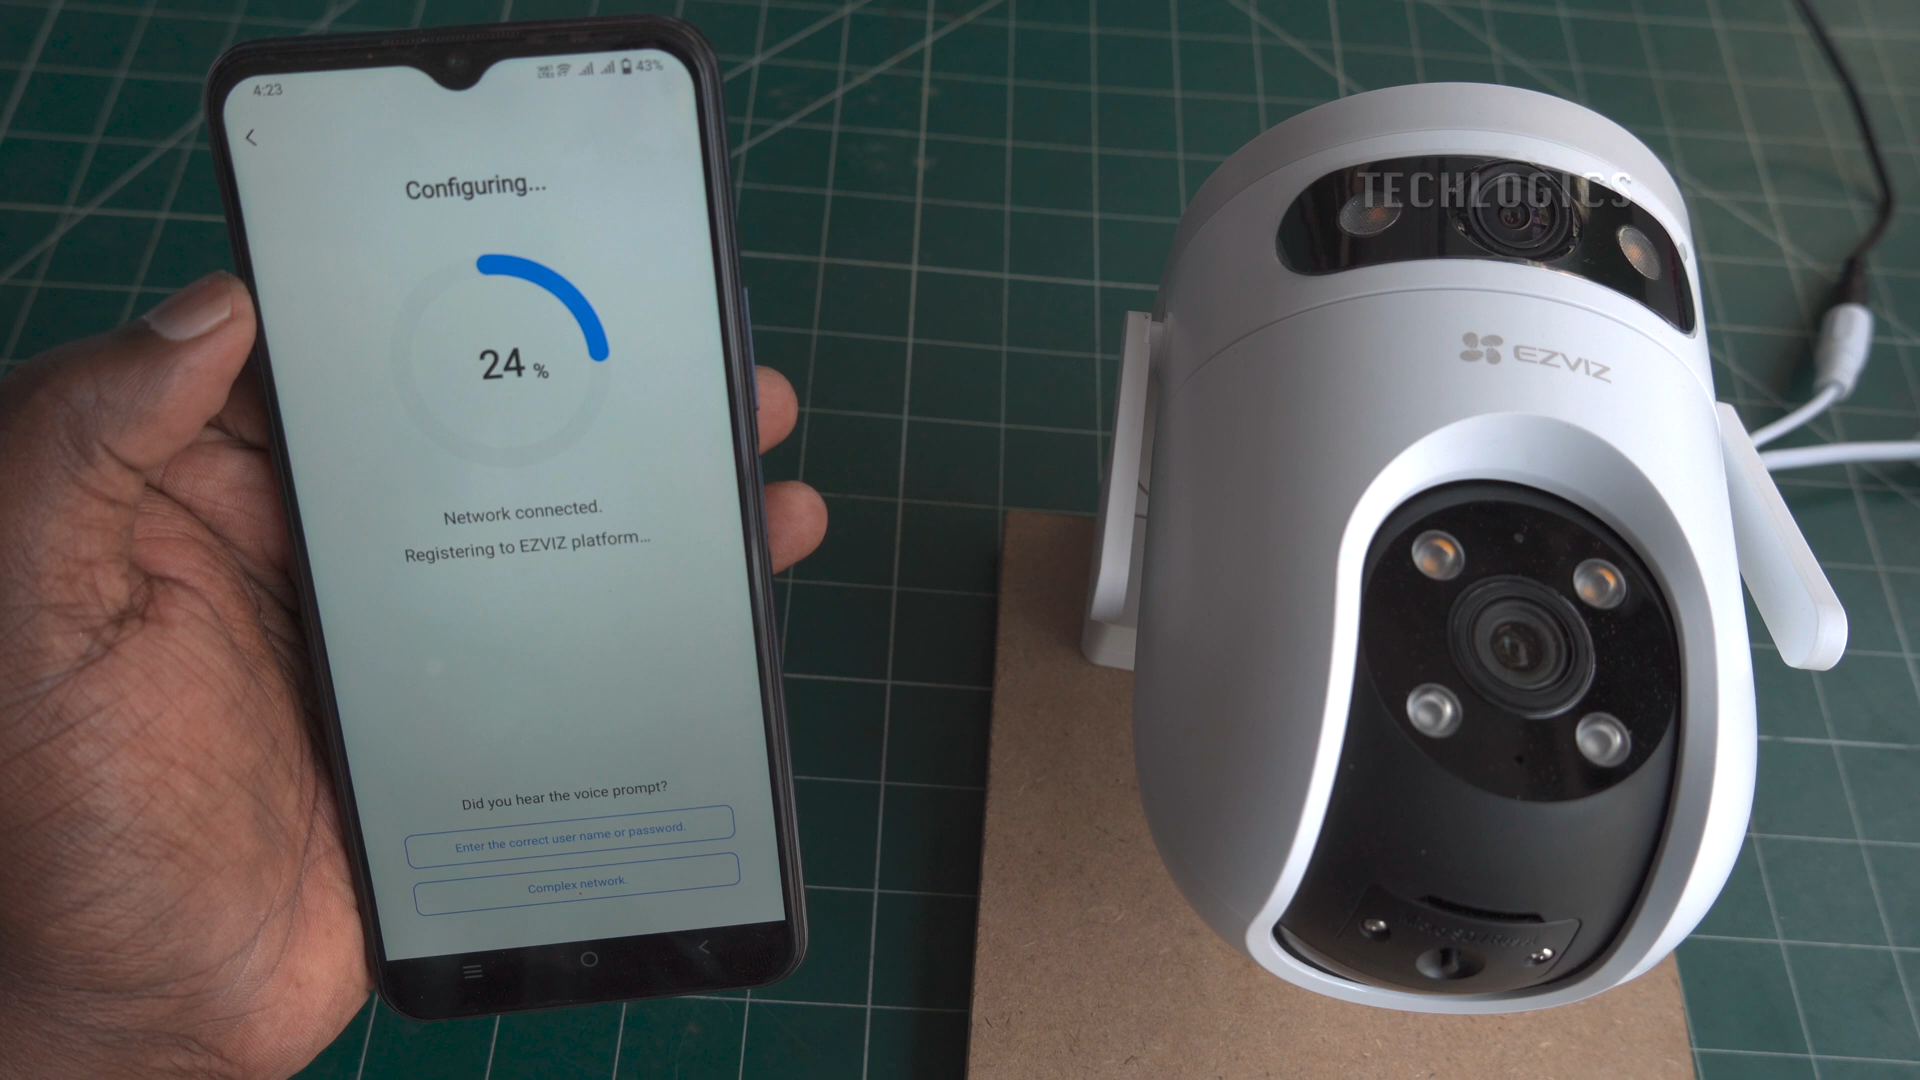 4:23
43%
Configuring...
24 %
Network connected.
Registering to EZVIZ platform...
Did you hear the voice prompt?
Enter the correct user name or password.
Complex network.
TECHLOGICS
EZVIZ